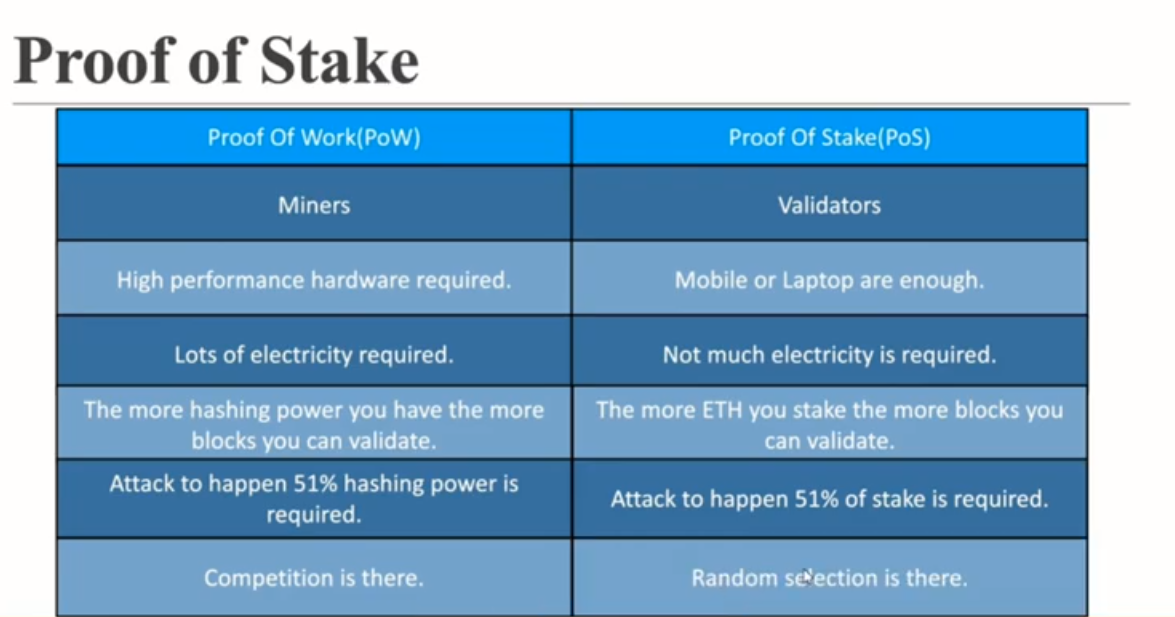 Proof of Stake
Proof Of Work(PoW)
Proof Of Stake(PoS)
Miners
Validators
High performance hardware required.
Mobile or Laptop are enough.
Lots of electricity required.
Not much electricity is required.
The more hashing power you have the more
blocks you can validate.
The more ETH you stake the more blocks you
can validate.
Attack to happen 51% hashing power is
required.
Attack to happen 51% of stake is required.
Competition is there.
Random selection is there.